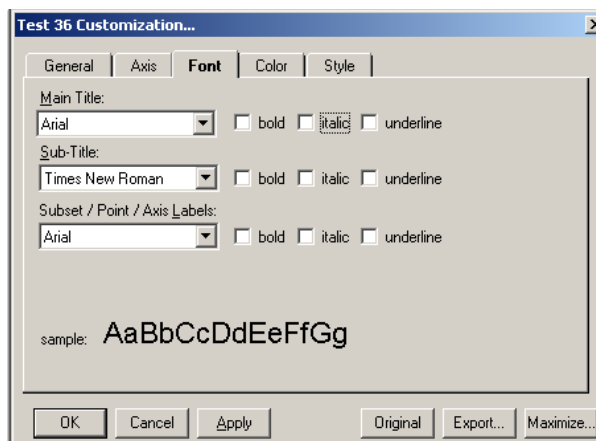 Test 36 Customization...
General Axis Font Color Style
Main Title:
Arial bold italic underline
Sub-Title:
Times New Roman bold italic underline
Subset / Point / Axis Labels:
Arial bold italic underline
sample: AaBbCcDdEeFfGg
OK Cancel Apply Original Export... Maximize...